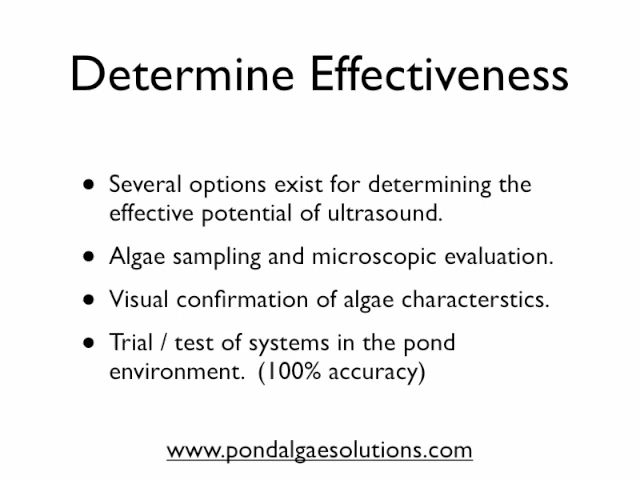 Determine Effectiveness
• Several options exist for determining the
effective potential of ultrasound.
• Algae sampling and microscopic evaluation.
• Visual confirmation of algae characterstics.
• Trial / test of systems in the pond
environment. (100% accuracy)
www.pondalgaesolutions.com